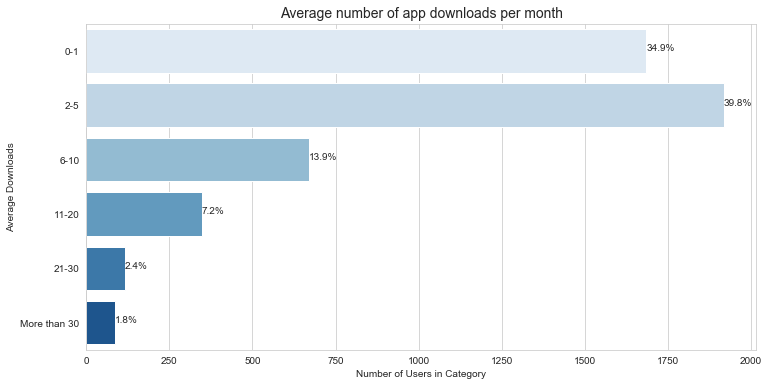 Average number of app downloads per month
Average Downloads
0-1
34.9%
2-5
39.8%
6-10
13.9%
11-20
7.2%
21-30
2.4%
More than 30
1.8%
0 250 500 750 1000 1250 1500 1750 2000
Number of Users in Category